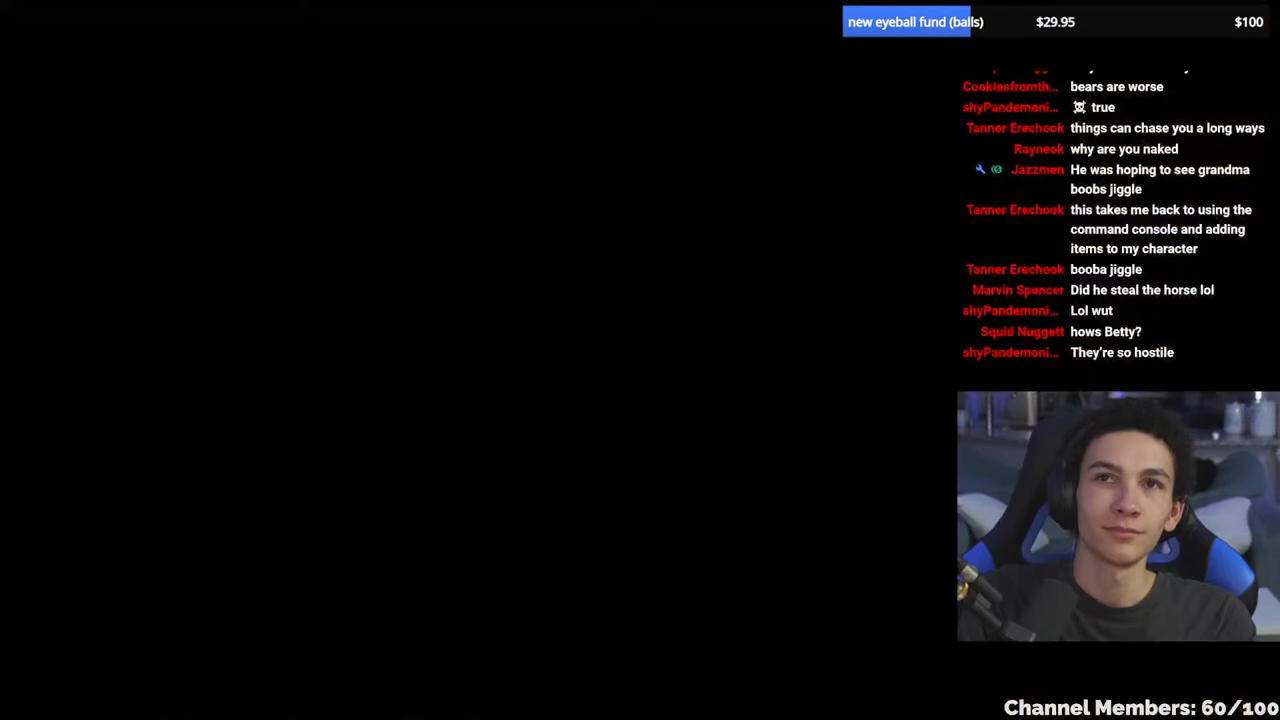 new eyeball fund (balls) $29.95 $100
Cookiesfromth... bears are worse
shyPandemoni... ☠ true
Tanner Erechook things can chase you a long ways
Rayneok why are you naked
Jazzmen He was hoping to see grandma
boobs jiggle
Tanner Erechook this takes me back to using the
command console and adding
items to my character
Tanner Erechook booba jiggle
Marvin Spencer Did he steal the horse lol
shyPandemoni... Lol wut
Squid Nuggett hows Betty?
shyPandemoni... They're so hostile
Channel Members: 60/100